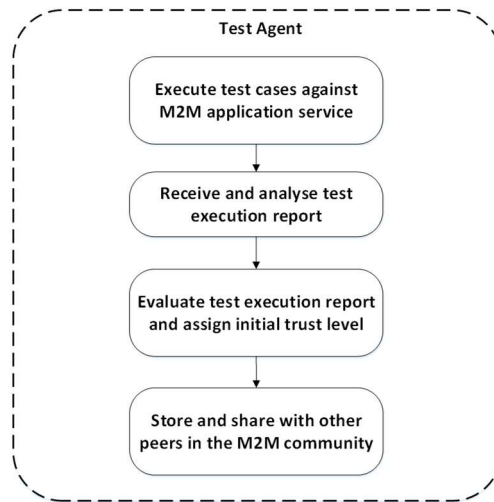 Test Agent
Execute test cases against
M2M application service
Receive and analyse test
execution report
Evaluate test execution report
and assign initial trust level
Store and share with other
peers in the M2M community